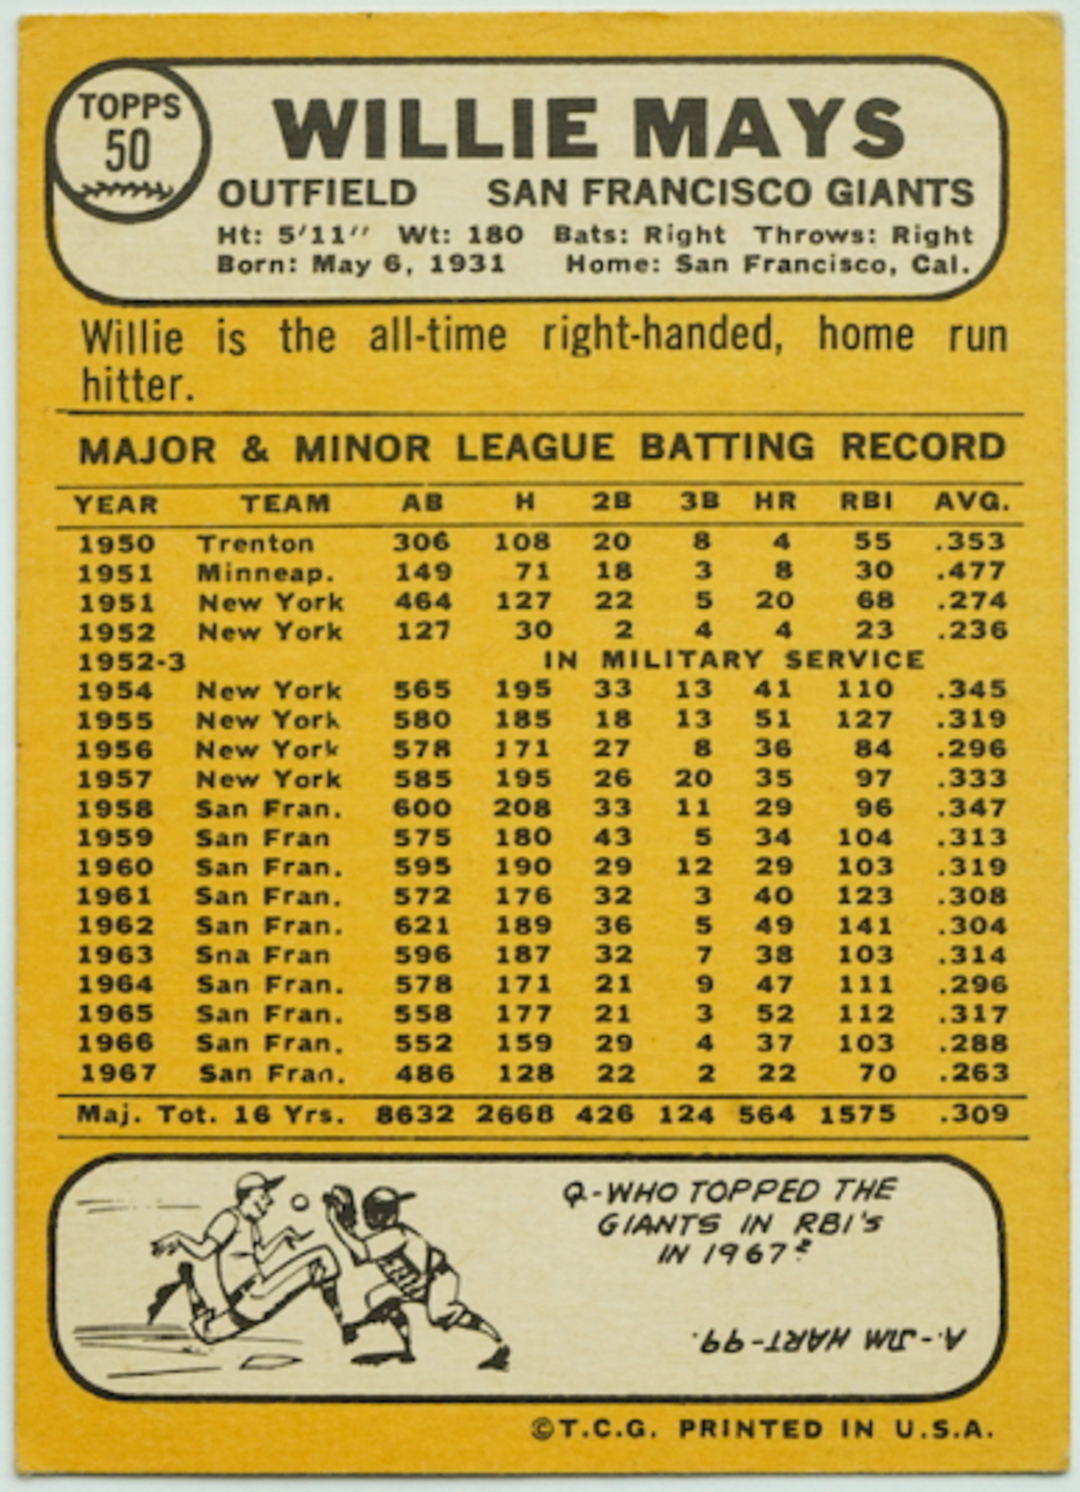 TOPPS
50
WILLIE MAYS
OUTFIELD SAN FRANCISCO GIANTS
Ht: 5'11" Wt: 180 Bats: Right Throws: Right
Born: May 6, 1931 Home: San Francisco, Cal.
Willie is the all-time right-handed, home run
hitter.
MAJOR & MINOR LEAGUE BATTING RECORD
YEAR TEAM AB H 2B 3B HR RBI AVG.
1950 Trenton 306 108 20 8 4 55 .353
1951 Minneap. 149 71 18 3 8 30 .477
1951 New York 464 127 22 5 20 68 .274
1952 New York 127 30 2 4 4 23 .236
1952-3 IN MILITARY SERVICE
1954 New York 565 195 33 13 41 110 .345
1955 New York 580 185 18 13 51 127 .319
1956 New York 578 171 27 8 36 84 .296
1957 New York 585 195 26 20 35 97 .333
1958 San Fran. 600 208 33 11 29 96 .347
1959 San Fran 575 180 43 5 34 104 .313
1960 San Fran. 595 190 29 12 29 103 .319
1961 San Fran. 572 176 32 3 40 123 .308
1962 San Fran. 621 189 36 5 49 141 .304
1963 Sna Fran 596 187 32 7 38 103 .314
1964 San Fran. 578 171 21 9 47 111 .296
1965 San Fran. 558 177 21 3 52 112 .317
1966 San Fran. 552 159 29 4 37 103 .288
1967 San Fran. 486 128 22 2 22 70 .263
Maj. Tot. 16 Yrs. 8632 2668 426 124 564 1575 .309
Q.-WHO TOPPED THE
GIANTS IN RBI'S
IN 1967?
A.-JIM HART-99.
©T.C.G. PRINTED IN U.S.A.